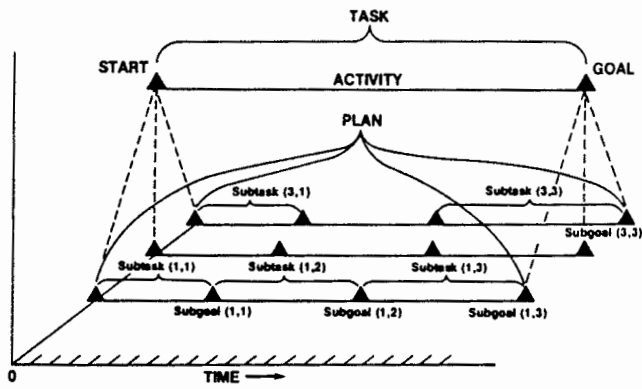 TASK
START
GOAL
ACTIVITY
PLAN
Subtask (3,1)
Subtask (3,3)
Subgoal (3,3)
Subtask (1,1)
Subtask (1,2)
Subtask (1,3)
Subgoal (1,1)
Subgoal (1,2)
Subgoal (1,3)
0
TIME